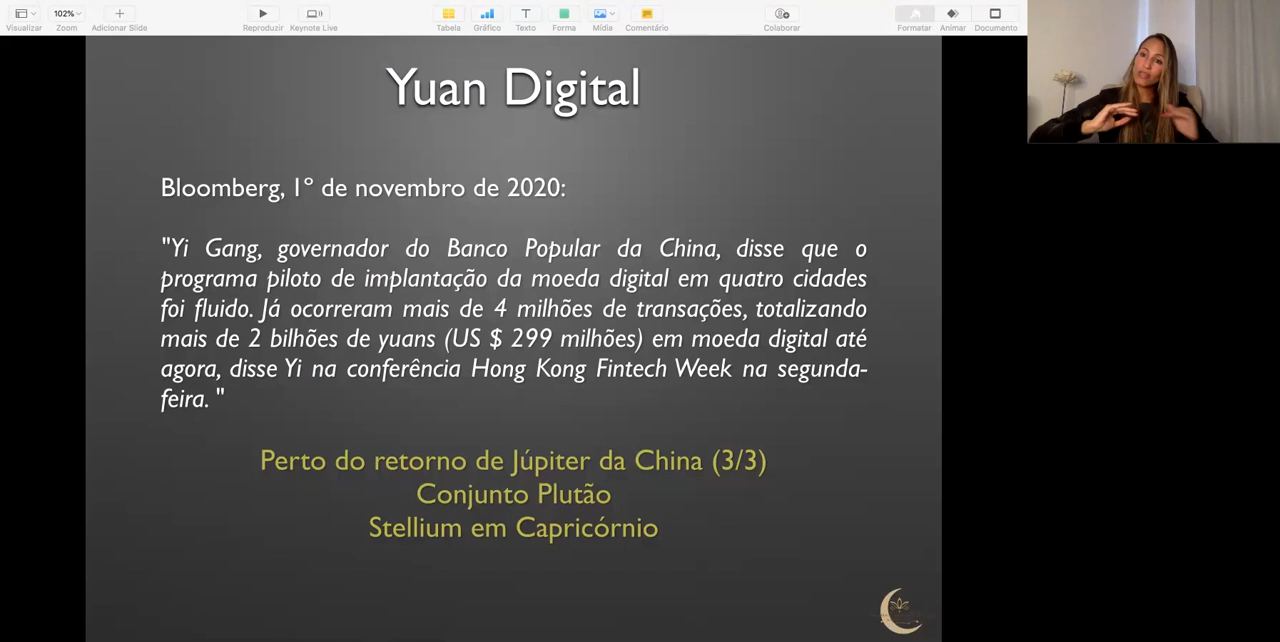 102%
Visualizar Zoom Adicionar Slide Reproduzir Keynote Live Tabela Gráfico Texto Forma Mídia Comentário Colaborar Formatar Animar Documento
Yuan Digital
Bloomberg, 1º de novembro de 2020:
"Yi Gang, governador do Banco Popular da China, disse que o
programa piloto de implantação da moeda digital em quatro cidades
foi fluido. Já ocorreram mais de 4 milhões de transações, totalizando
mais de 2 bilhões de yuans (US $ 299 milhões) em moeda digital até
agora, disse Yi na conferência Hong Kong Fintech Week na segunda-
feira. "
Perto do retorno de Júpiter da China (3/3)
Conjunto Plutão
Stellium em Capricórnio